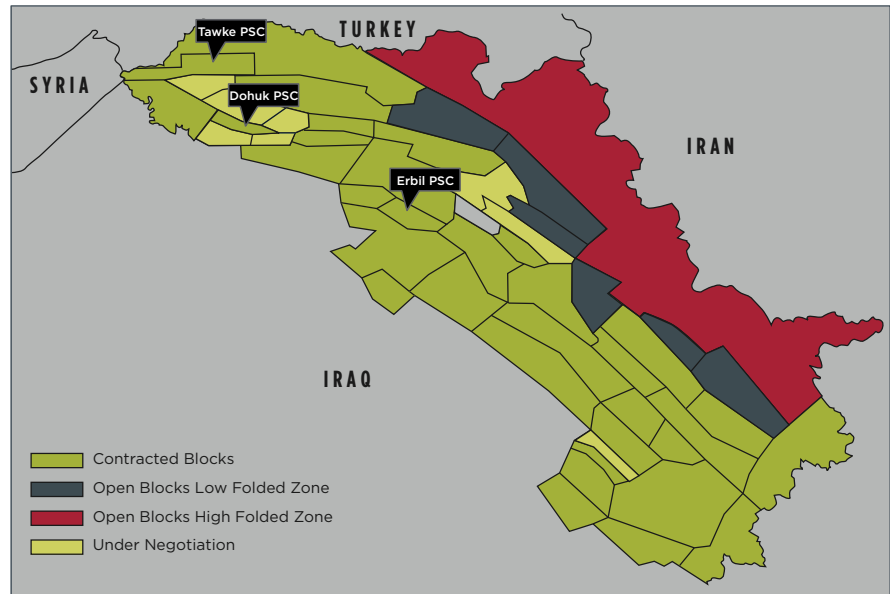 TURKEY
Tawke PSC
SYRIA
Dohuk PSC
IRAN
Erbil PSC
IRAQ
Contracted Blocks
Open Blocks Low Folded Zone
Open Blocks High Folded Zone
Under Negotiation